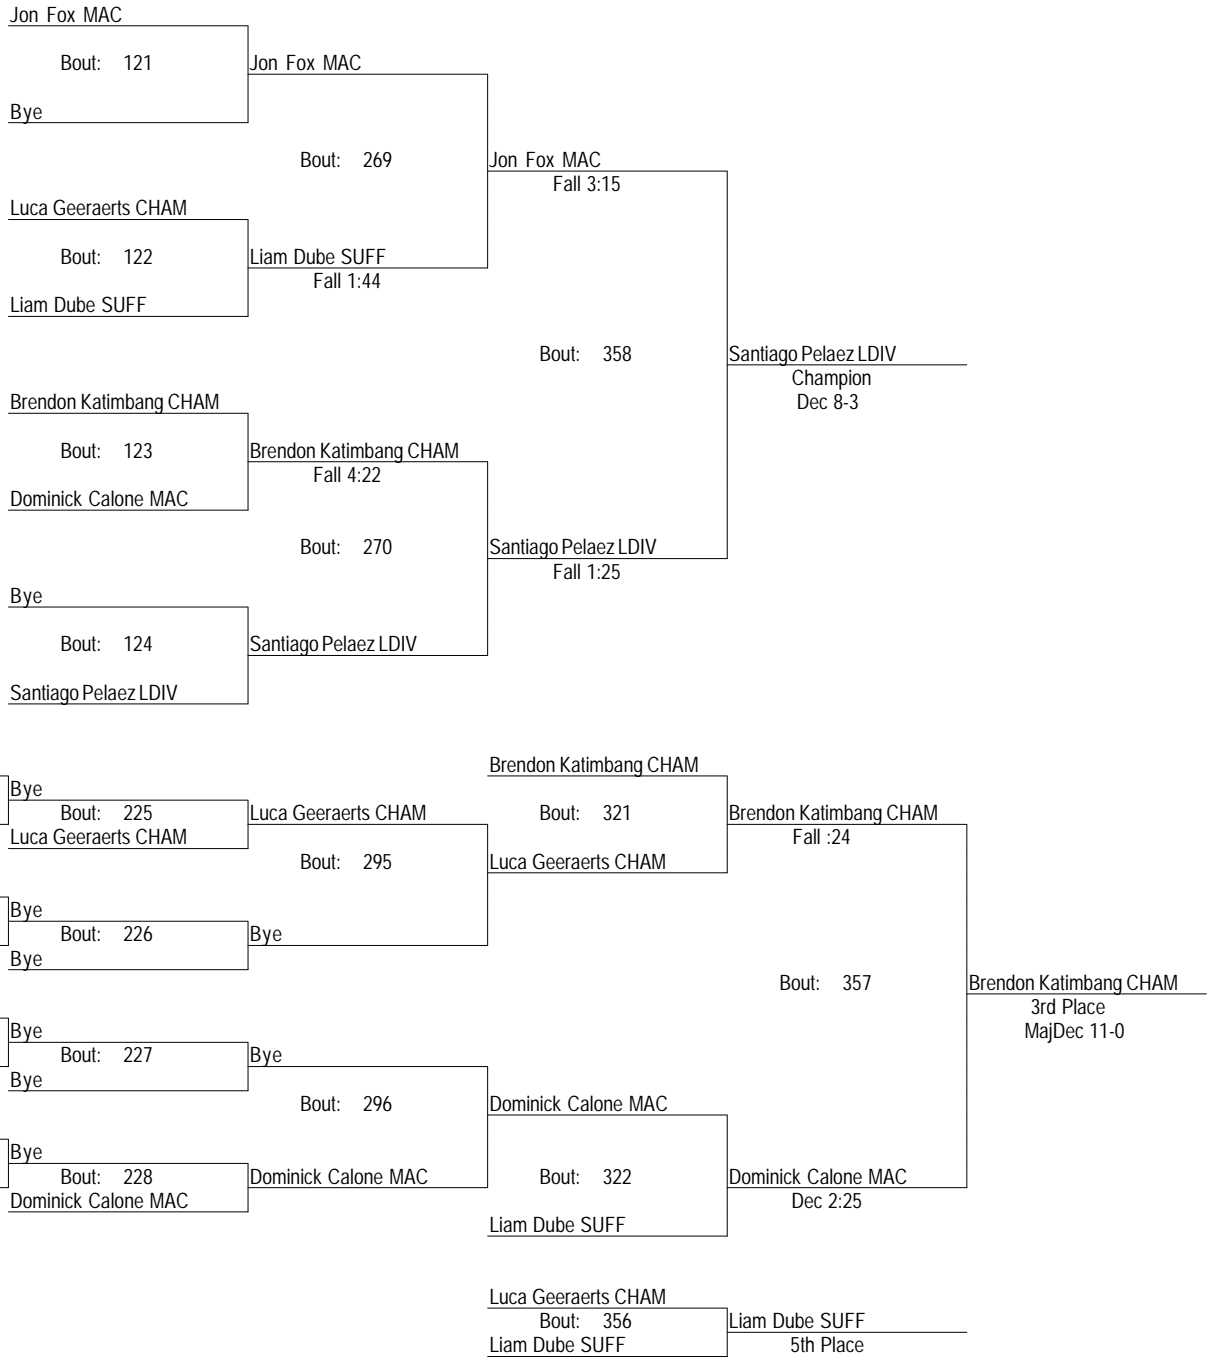 Jon Fox MAC
Bout: 121
Jon Fox MAC
Bye
Bout: 269
Jon Fox MAC
Fall 3:15
Luca Geeraerts CHAM
Bout: 122
Liam Dube SUFF
Fall 1:44
Liam Dube SUFF
Bout: 358
Santiago Pelaez LDIV
Champion
Dec 8-3
Brendon Katimbang CHAM
Bout: 123
Brendon Katimbang CHAM
Fall 4:22
Dominick Calone MAC
Bout: 270
Santiago Pelaez LDIV
Fall 1:25
Bye
Bout: 124
Santiago Pelaez LDIV
Santiago Pelaez LDIV
Brendon Katimbang CHAM
Bye
Bout: 225
Luca Geeraerts CHAM
Bout: 321
Brendon Katimbang CHAM
Fall :24
Luca Geeraerts CHAM
Bout: 295
Luca Geeraerts CHAM
Bye
Bout: 226
Bye
Bye
Bout: 357
Brendon Katimbang CHAM
3rd Place
MajDec 11-0
Bye
Bout: 227
Bye
Bye
Bout: 296
Dominick Calone MAC
Bye
Bout: 228
Dominick Calone MAC
Bout: 322
Dominick Calone MAC
Dec 2:25
Dominick Calone MAC
Liam Dube SUFF
Luca Geeraerts CHAM
Bout: 356
Liam Dube SUFF
Liam Dube SUFF
5th Place